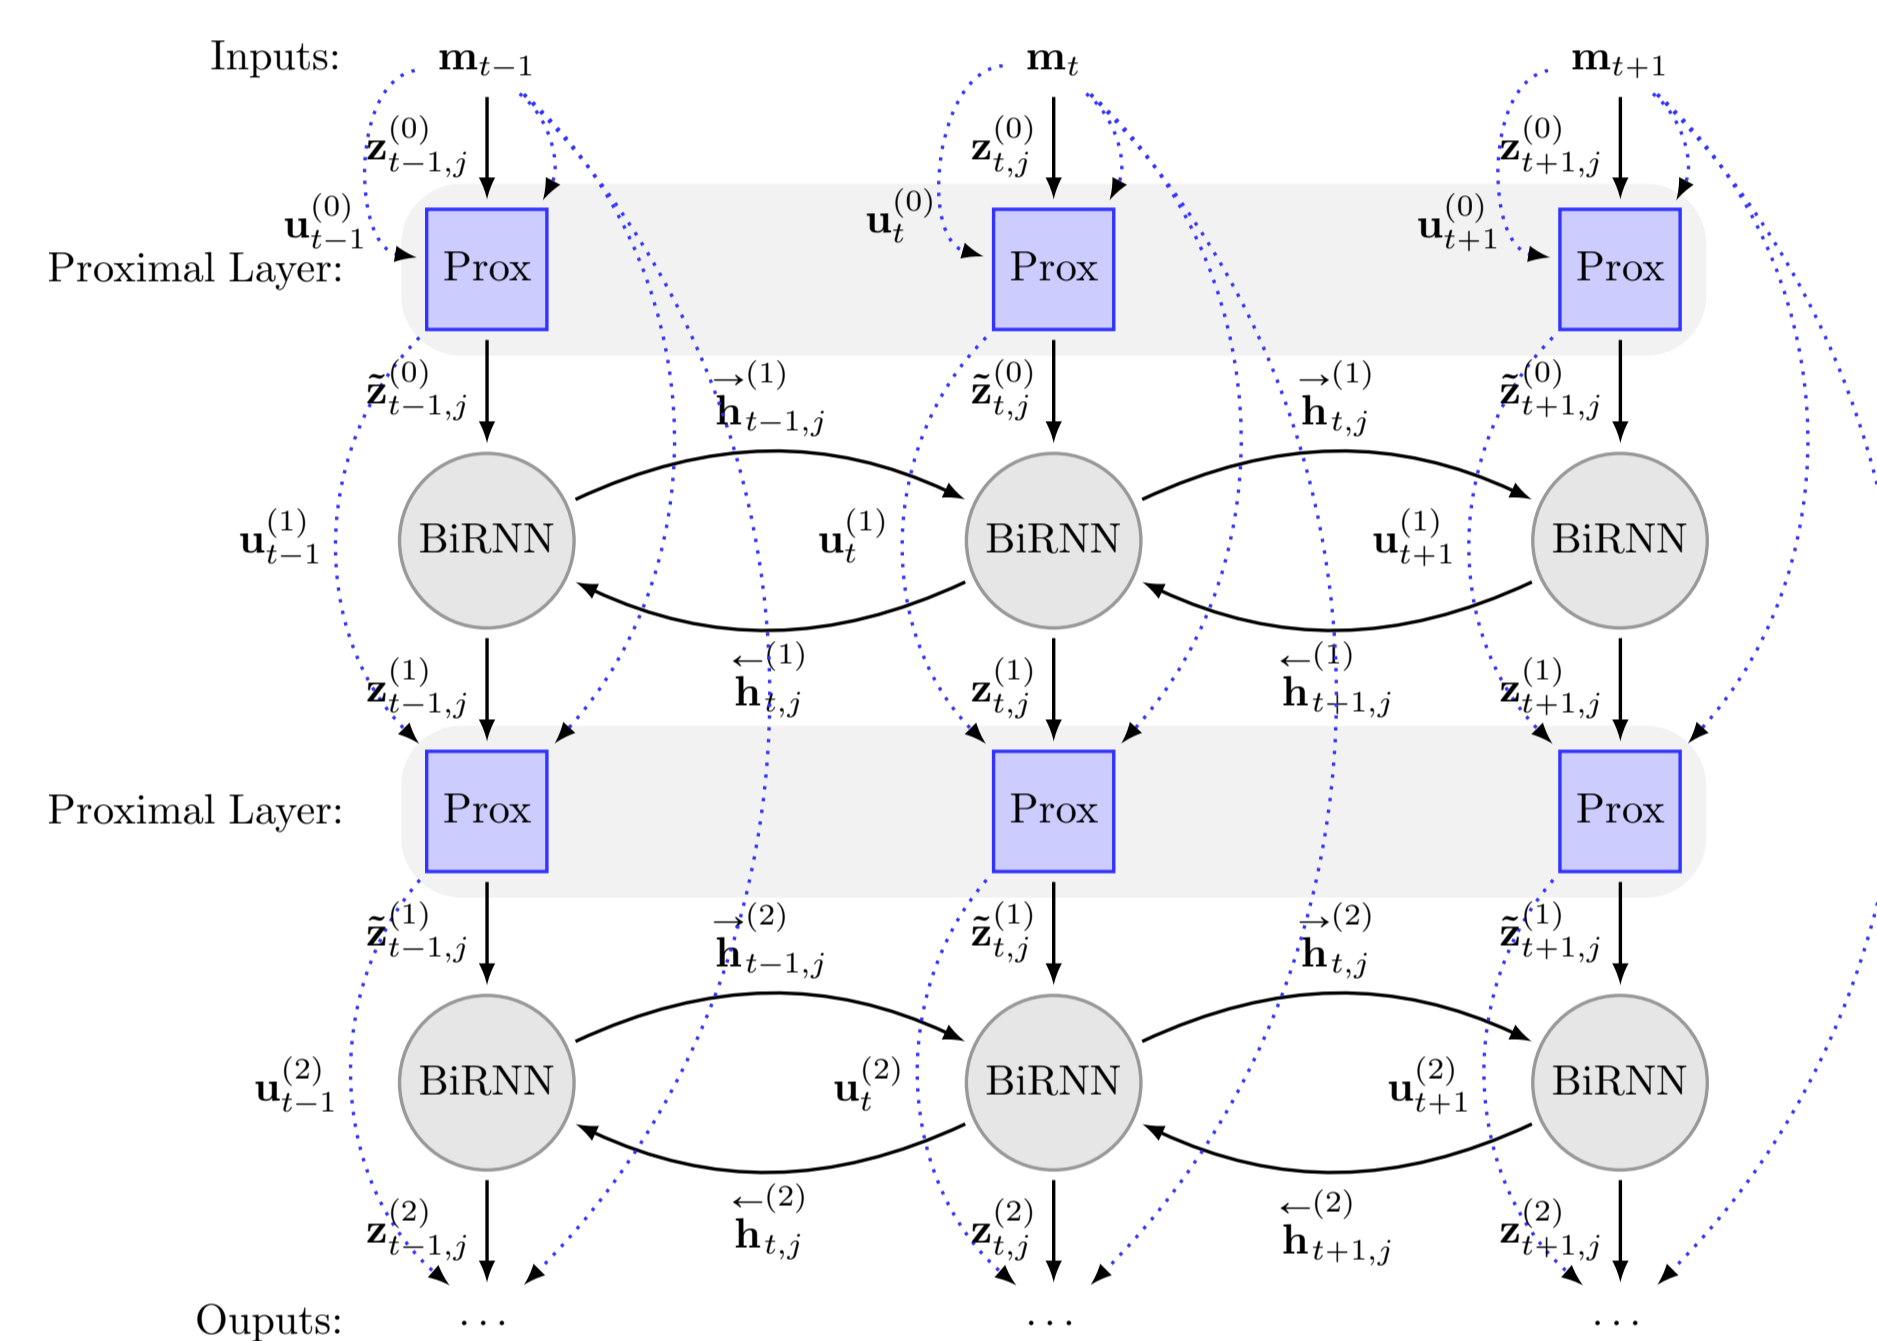 Inputs: m_{t−1} m_t m_{t+1}
z^{(0)}_{t−1,j} z^{(0)}_{t,j} z^{(0)}_{t+1,j}
u^{(0)}_{t−1} u^{(0)}_t u^{(0)}_{t+1}
Proximal Layer: Prox Prox Prox
z̃^{(0)}_{t−1,j} →h^{(1)}_{t−1,j} z̃^{(0)}_{t,j} →h^{(1)}_{t,j} z̃^{(0)}_{t+1,j}
u^{(1)}_{t−1} BiRNN u^{(1)}_t BiRNN u^{(1)}_{t+1} BiRNN
z^{(1)}_{t−1,j} ←h^{(1)}_{t,j} z^{(1)}_{t,j} ←h^{(1)}_{t+1,j} z^{(1)}_{t+1,j}
Proximal Layer: Prox Prox Prox
z̃^{(1)}_{t−1,j} →h^{(2)}_{t−1,j} z̃^{(1)}_{t,j} →h^{(2)}_{t,j} z̃^{(1)}_{t+1,j}
u^{(2)}_{t−1} BiRNN u^{(2)}_t BiRNN u^{(2)}_{t+1} BiRNN
z^{(2)}_{t−1,j} ←h^{(2)}_{t,j} z^{(2)}_{t,j} ←h^{(2)}_{t+1,j} z^{(2)}_{t+1,j}
Ouputs: ... ... ...